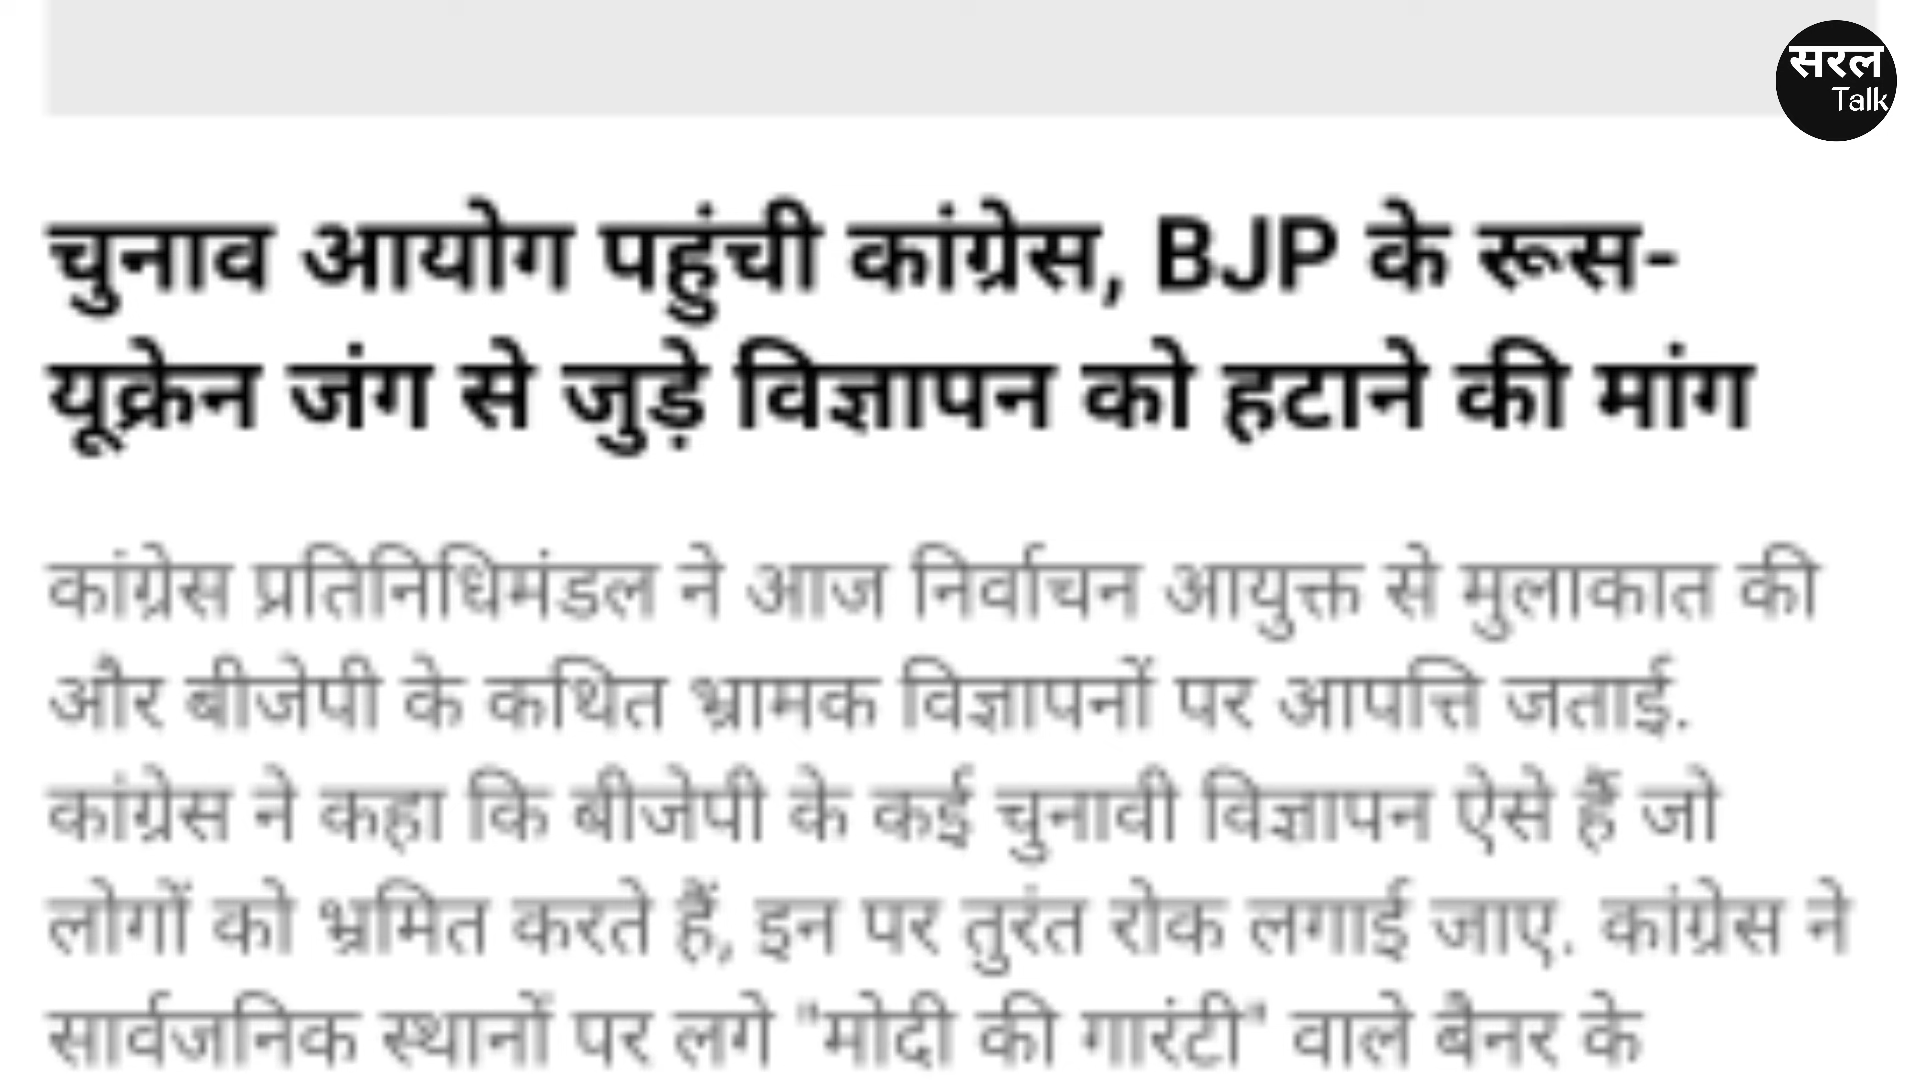 सरल
Talk
चुनाव आयोग पहुंची कांग्रेस, BJP के रूस-
यूक्रेन जंग से जुड़े विज्ञापन को हटाने की मांग
कांग्रेस प्रतिनिधिमंडल ने आज निर्वाचन आयुक्त से मुलाकात की
और बीजेपी के कथित भ्रामक विज्ञापनों पर आपत्ति जताई.
कांग्रेस ने कहा कि बीजेपी के कई चुनावी विज्ञापन ऐसे हैं जो
लोगों को भ्रमित करते हैं, इन पर तुरंत रोक लगाई जाए. कांग्रेस ने
सार्वजनिक स्थानों पर लगे "मोदी की गारंटी" वाले बैनर के